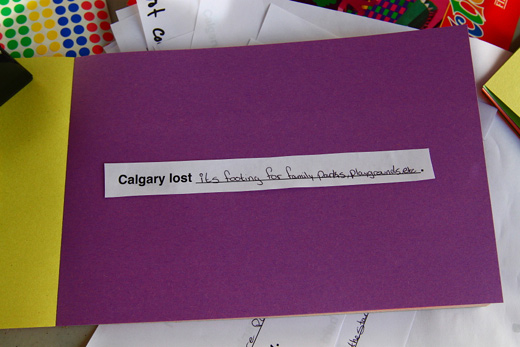 Calgary lost its footing for family parks, playgrounds, etc.